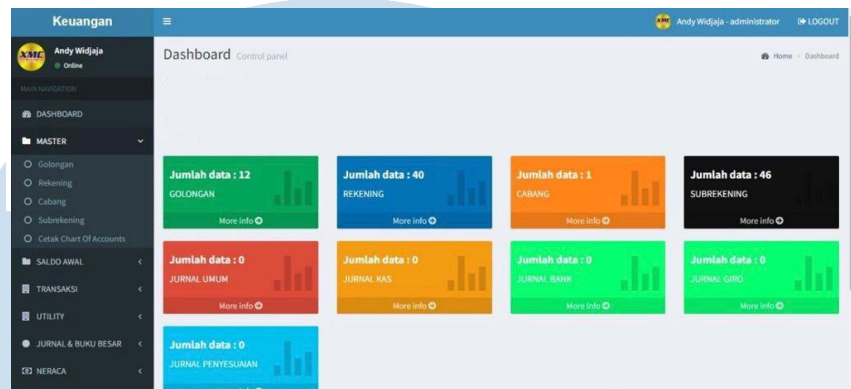 Keuangan
Andy Widjaja - administrator LOGOUT
XMC
Andy Widjaja
Online
Dashboard Control panel
Home > Dashboard
MAIN NAVIGATION
DASHBOARD
MASTER
Golongan
Rekening
Cabang
Subrekening
Cetak Chart Of Accounts
SALDO AWAL
TRANSAKSI
UTILITY
JURNAL & BUKU BESAR
NERACA
Jumlah data : 12
GOLONGAN
More info
Jumlah data : 40
REKENING
More info
Jumlah data : 1
CABANG
More info
Jumlah data : 46
SUBREKENING
More info
Jumlah data : 0
JURNAL UMUM
More info
Jumlah data : 0
JURNAL KAS
More info
Jumlah data : 0
JURNAL BANK
More info
Jumlah data : 0
JURNAL GIRO
More info
Jumlah data : 0
JURNAL PENYESUAIAN